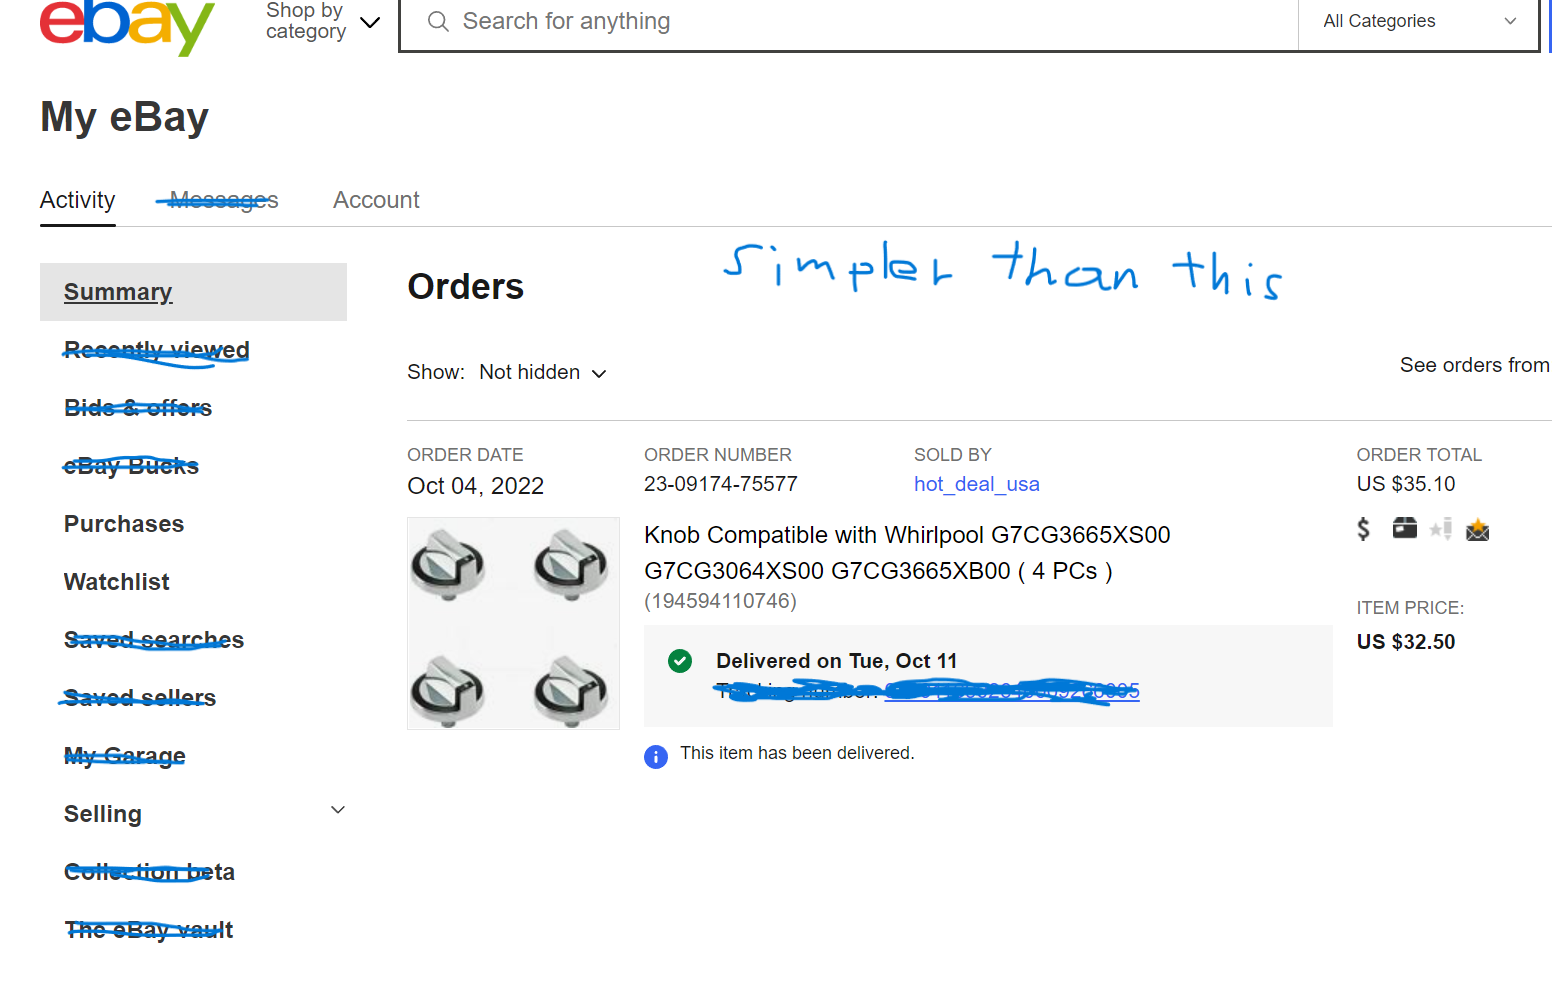 ebay
Shop by
category
Search for anything
All Categories
My eBay
Activity Messages Account
Summary
Recently viewed
Bids & offers
eBay Bucks
Purchases
Watchlist
Saved searches
Saved sellers
My Garage
Selling
Collection beta
The eBay vault
Orders
simpler than this
Show: Not hidden
See orders from
ORDER DATE
Oct 04, 2022
ORDER NUMBER
23-09174-75577
SOLD BY
hot_deal_usa
ORDER TOTAL
US $35.10
Knob Compatible with Whirlpool G7CG3665XS00
G7CG3064XS00 G7CG3665XB00 ( 4 PCs )
(194594110746)
ITEM PRICE:
US $32.50
Delivered on Tue, Oct 11
Tracking number:
This item has been delivered.